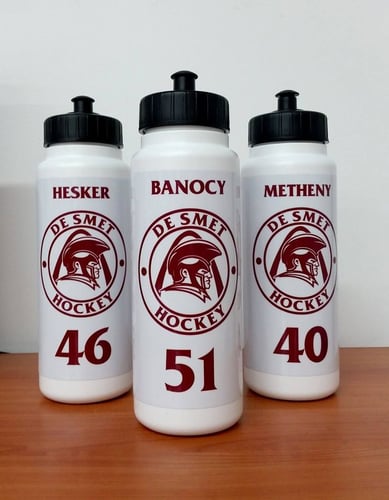 HESKER
DE SMET
HOCKEY
46
BANOCY
DE SMET
HOCKEY
51
METHENY
DE SMET
HOCKEY
40